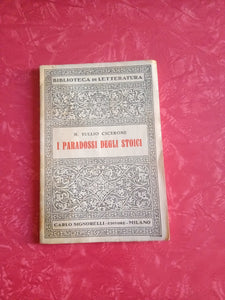 BIBLIOTECA DI LETTERATURA
M. TULLIO CICERONE
I PARADOSSI DEGLI STOICI
CARLO SIGNORELLI - EDITORE - MILANO